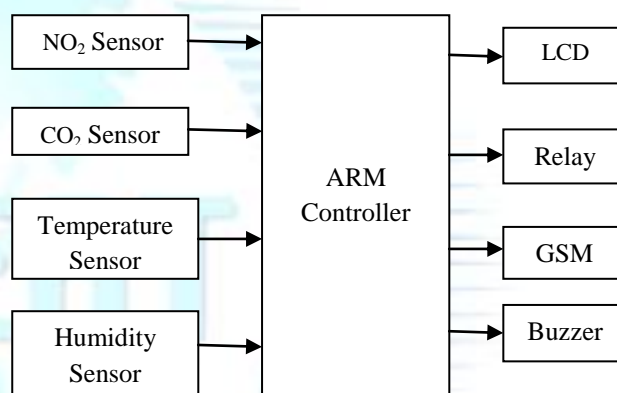 NO₂ Sensor
CO₂ Sensor
Temperature
Sensor
Humidity
Sensor
ARM
Controller
LCD
Relay
GSM
Buzzer